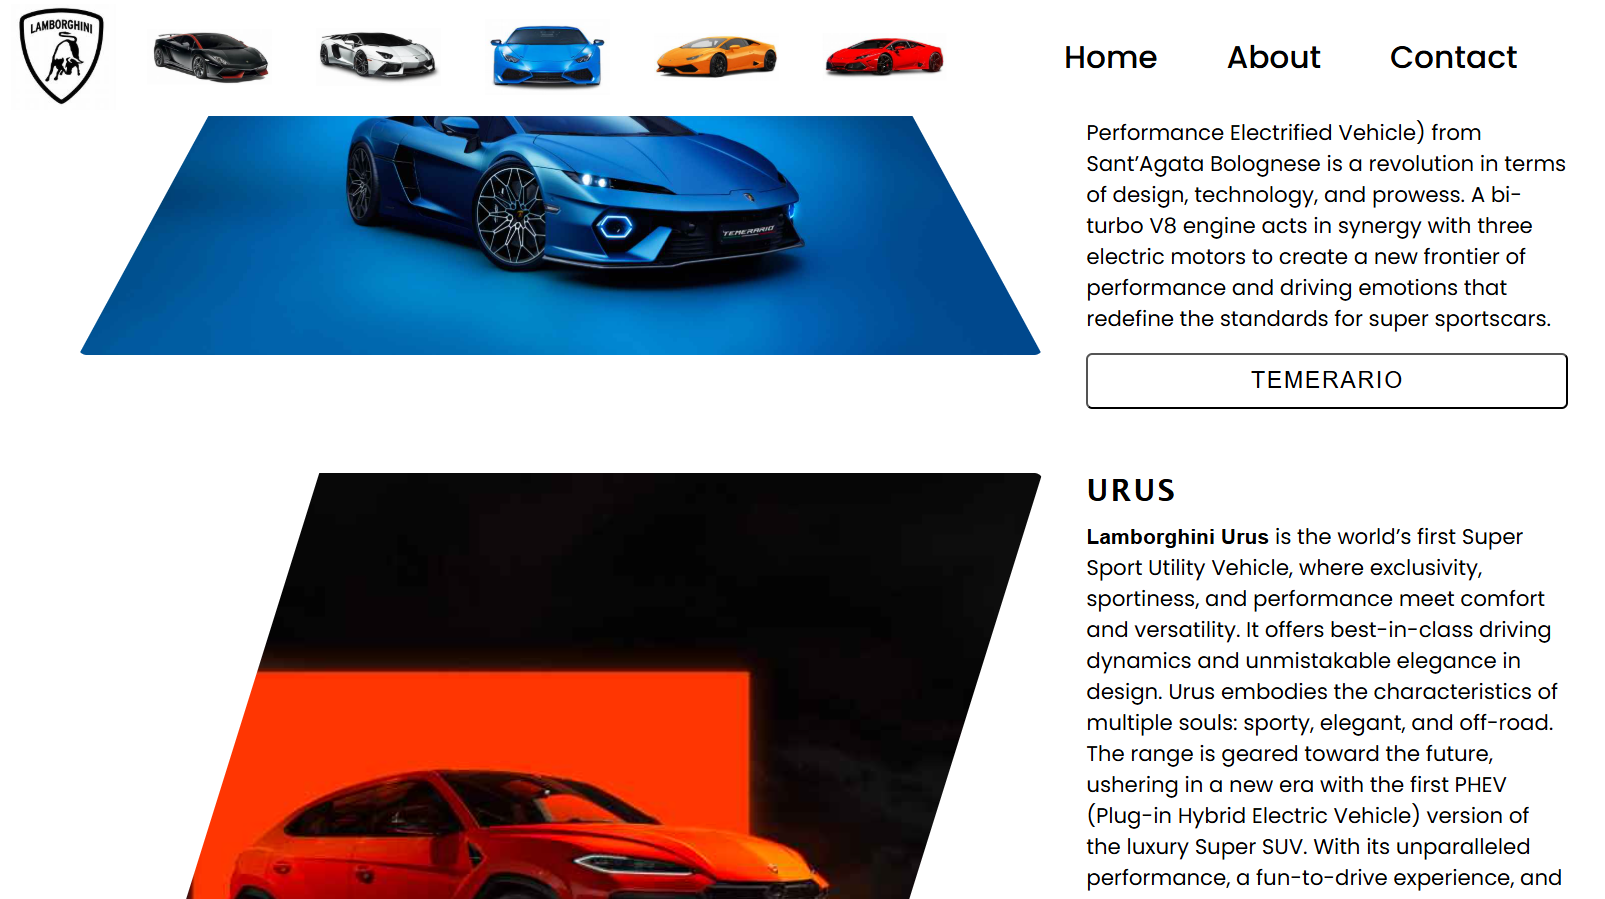 LAMBORGHINI
Home About Contact
Performance Electrified Vehicle) from
Sant’Agata Bolognese is a revolution in terms
of design, technology, and prowess. A bi-
turbo V8 engine acts in synergy with three
electric motors to create a new frontier of
performance and driving emotions that
redefine the standards for super sportscars.
TEMERARIO
TEMERARIO
URUS
Lamborghini Urus is the world’s first Super
Sport Utility Vehicle, where exclusivity,
sportiness, and performance meet comfort
and versatility. It offers best-in-class driving
dynamics and unmistakable elegance in
design. Urus embodies the characteristics of
multiple souls: sporty, elegant, and off-road.
The range is geared toward the future,
ushering in a new era with the first PHEV
(Plug-in Hybrid Electric Vehicle) version of
the luxury Super SUV. With its unparalleled
performance, a fun-to-drive experience, and